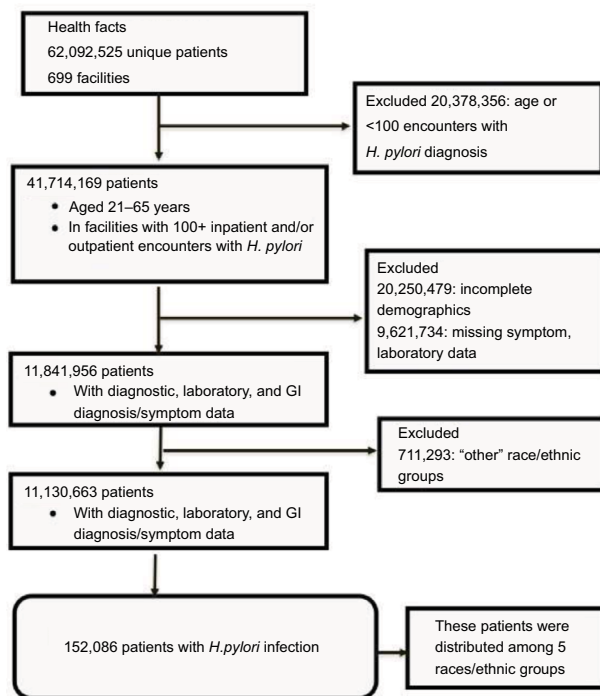 Health facts
62,092,525 unique patients
699 facilities
Excluded 20,378,356: age or
<100 encounters with
H. pylori diagnosis
41,714,169 patients
• Aged 21–65 years
• In facilities with 100+ inpatient and/or
outpatient encounters with H. pylori
Excluded
20,250,479: incomplete
demographics
9,621,734: missing symptom,
laboratory data
11,841,956 patients
• With diagnostic, laboratory, and GI
diagnosis/symptom data
Excluded
711,293: “other” race/ethnic
groups
11,130,663 patients
• With diagnostic, laboratory, and GI
diagnosis/symptom data
152,086 patients with H.pylori infection
These patients were
distributed among 5
races/ethnic groups